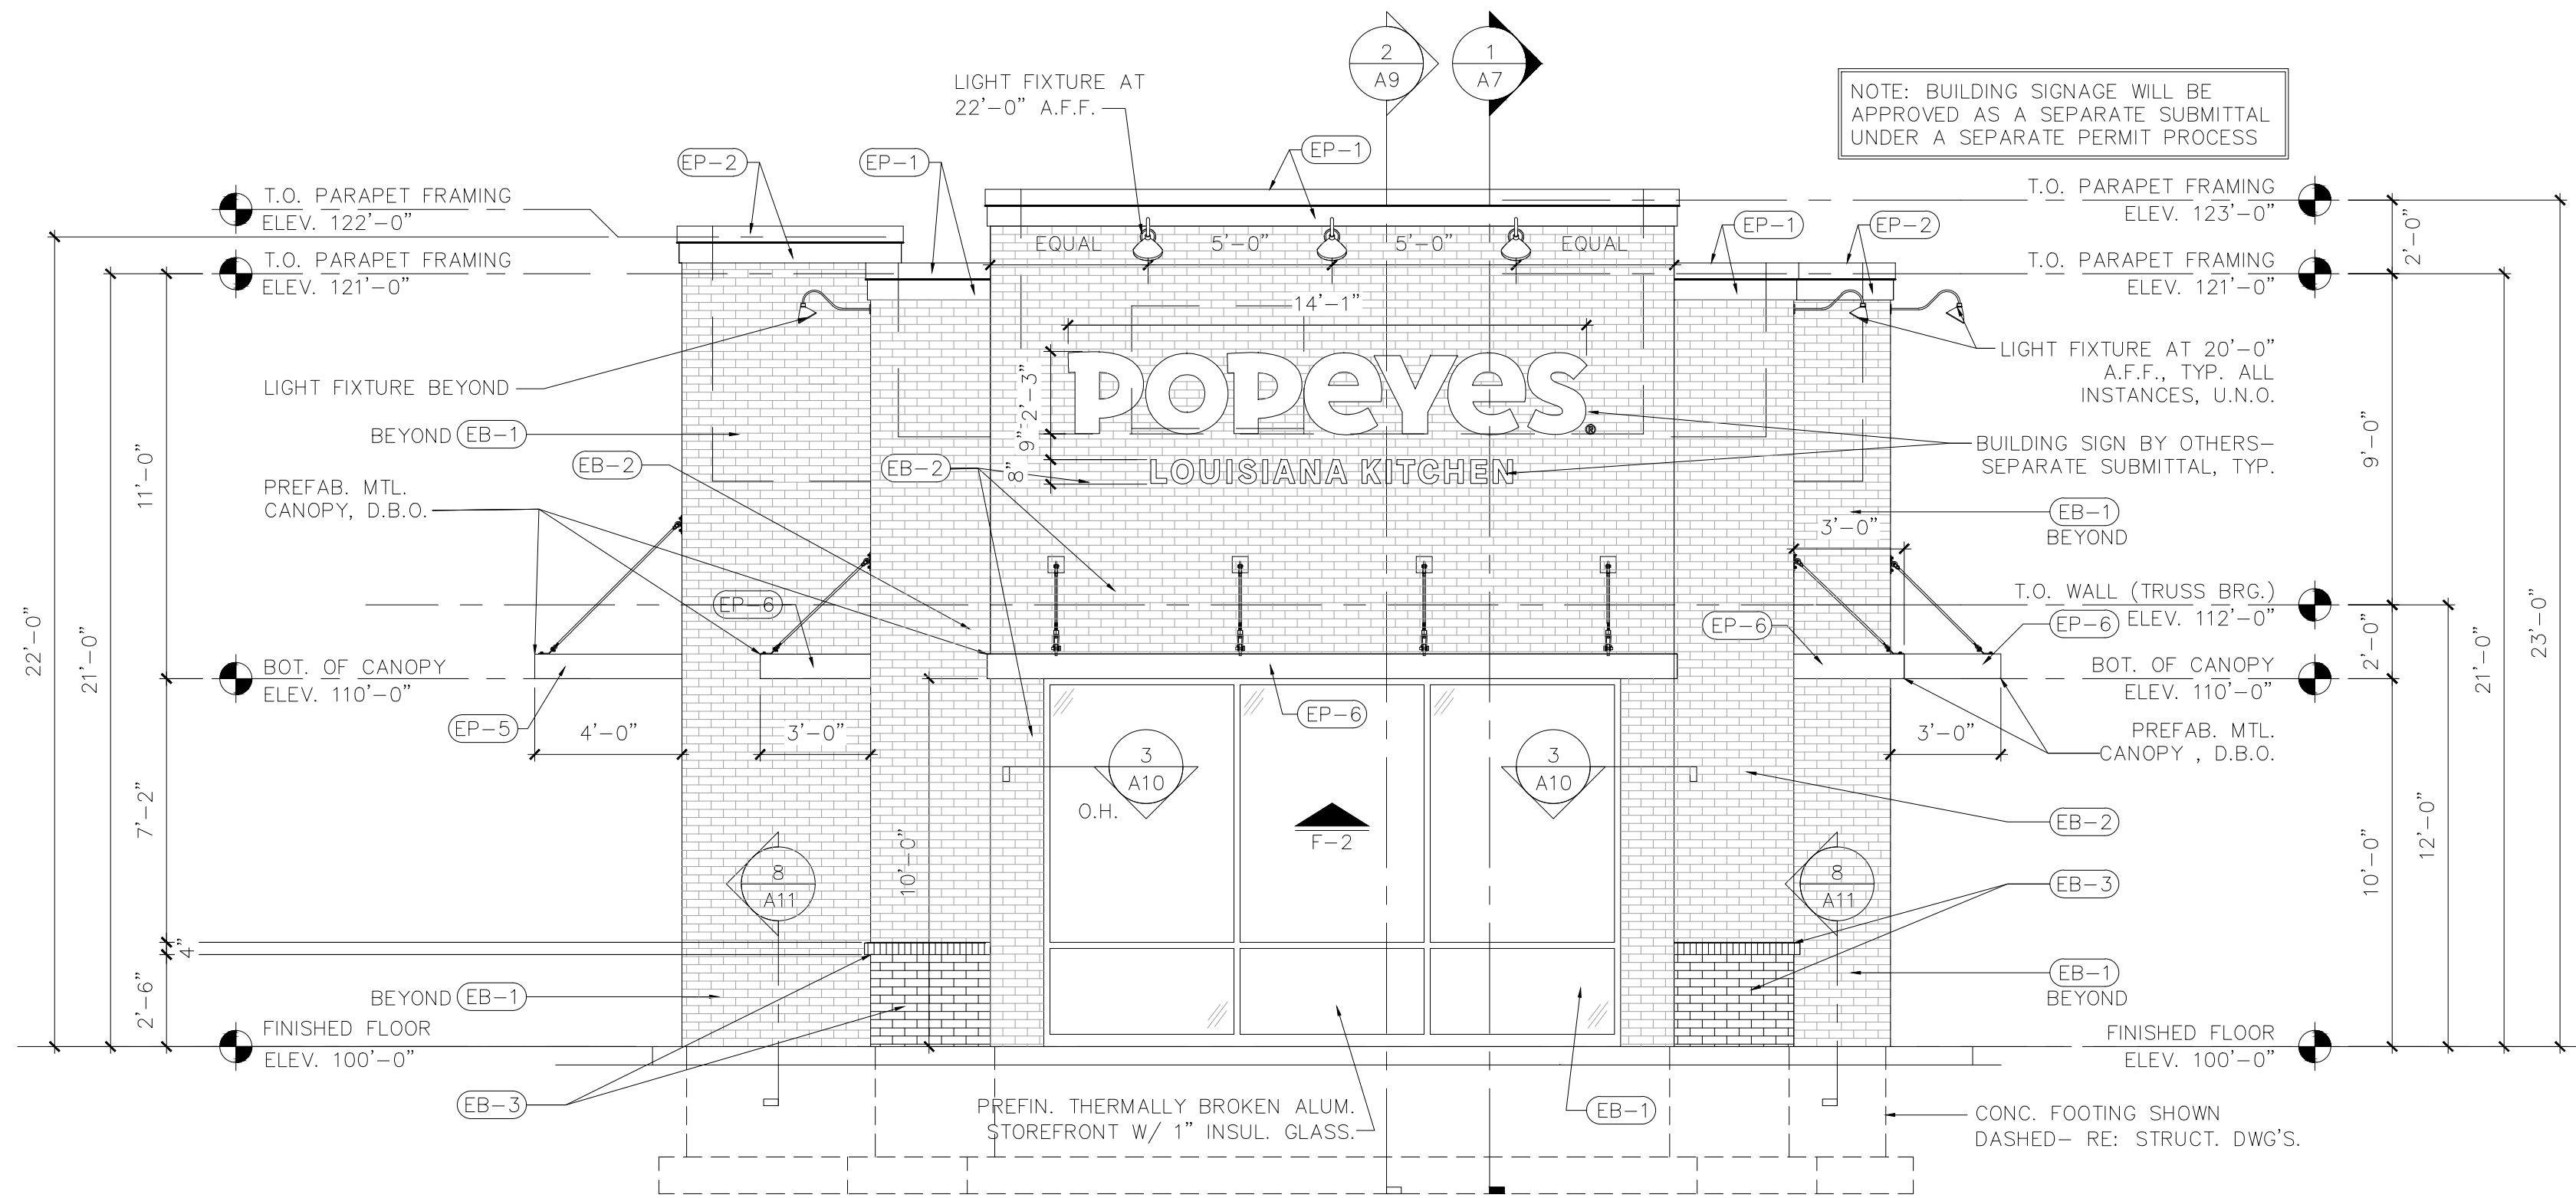 2
A9
1
A7
LIGHT FIXTURE AT
22'-0" A.F.F.
NOTE: BUILDING SIGNAGE WILL BE
APPROVED AS A SEPARATE SUBMITTAL
UNDER A SEPARATE PERMIT PROCESS
EP-2
EP-1
EP-1
T.O. PARAPET FRAMING
ELEV. 122'-0"
T.O. PARAPET FRAMING
ELEV. 123'-0"
EP-1
EP-2
2'-0"
EQUAL
5'-0"
5'-0"
EQUAL
T.O. PARAPET FRAMING
ELEV. 121'-0"
T.O. PARAPET FRAMING
ELEV. 121'-0"
14'-1"
LIGHT FIXTURE BEYOND
LIGHT FIXTURE AT 20'-0"
A.F.F., TYP. ALL
INSTANCES, U.N.O.
2'-3"
POPEYES®
9"
BEYOND EB-1
BUILDING SIGN BY OTHERS-
SEPARATE SUBMITTAL, TYP.
9'-0"
EB-2
EB-2
8"
LOUISIANA KITCHEN
PREFAB. MTL.
CANOPY, D.B.O.
11'-0"
EB-1
BEYOND
3'-0"
T.O. WALL (TRUSS BRG.)
ELEV. 112'-0"
EP-6
EP-6
EP-6
22'-0"
21'-0"
23'-0"
21'-0"
2'-0"
BOT. OF CANOPY
ELEV. 110'-0"
BOT. OF CANOPY
ELEV. 110'-0"
EP-5
4'-0"
3'-0"
EP-6
3'-0"
PREFAB. MTL.
CANOPY , D.B.O.
3
A10
3
A10
O.H.
F-2
7'-2"
EB-2
12'-0"
10'-0"
10'-0"
8
A11
8
A11
EB-3
4"
2'-6"
BEYOND EB-1
EB-1
BEYOND
FINISHED FLOOR
ELEV. 100'-0"
FINISHED FLOOR
ELEV. 100'-0"
EB-3
PREFIN. THERMALLY BROKEN ALUM.
STOREFRONT W/ 1" INSUL. GLASS.
EB-1
CONC. FOOTING SHOWN
DASHED- RE: STRUCT. DWG'S.